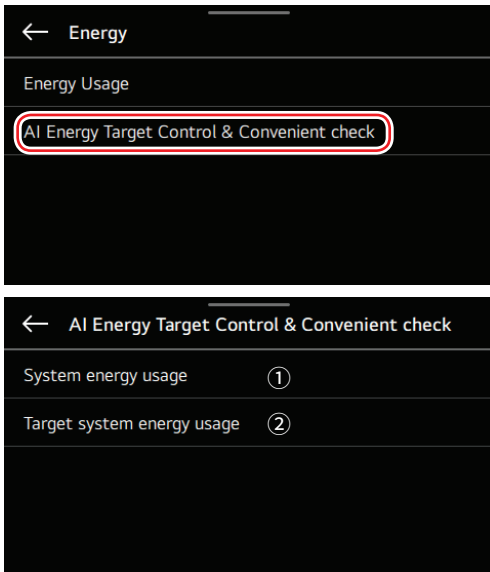 Energy
Energy Usage
AI Energy Target Control & Convenient check
AI Energy Target Control & Convenient check
System energy usage ①
Target system energy usage ②